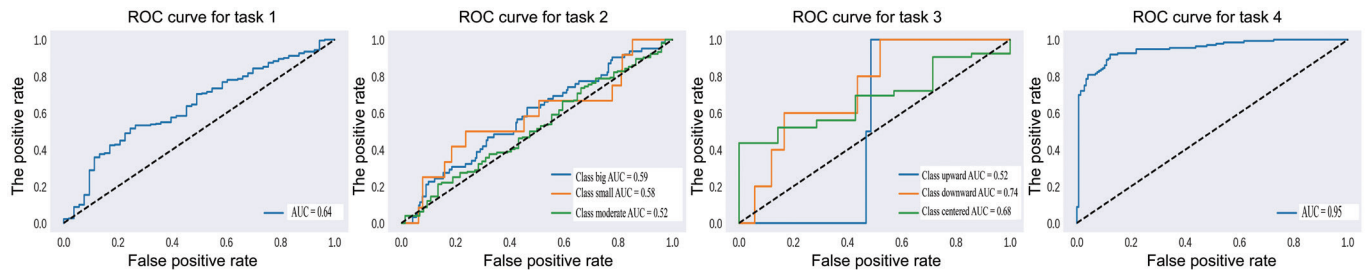 ROC curve for task 1
1.0
0.8
0.6
0.4
0.2
0.0
The positive rate
AUC = 0.64
0.0 0.2 0.4 0.6 0.8 1.0
False positive rate
ROC curve for task 2
1.0
0.8
0.6
0.4
0.2
0.0
The positive rate
Class big AUC = 0.59
Class small AUC = 0.58
Class moderate AUC = 0.52
0.0 0.2 0.4 0.6 0.8 1.0
False positive rate
ROC curve for task 3
1.0
0.8
0.6
0.4
0.2
0.0
The positive rate
Class upward AUC = 0.52
Class downward AUC = 0.74
Class centered AUC = 0.68
0.0 0.2 0.4 0.6 0.8 1.0
False positive rate
ROC curve for task 4
1.0
0.8
0.6
0.4
0.2
0.0
The positive rate
AUC = 0.95
0.0 0.2 0.4 0.6 0.8 1.0
False positive rate